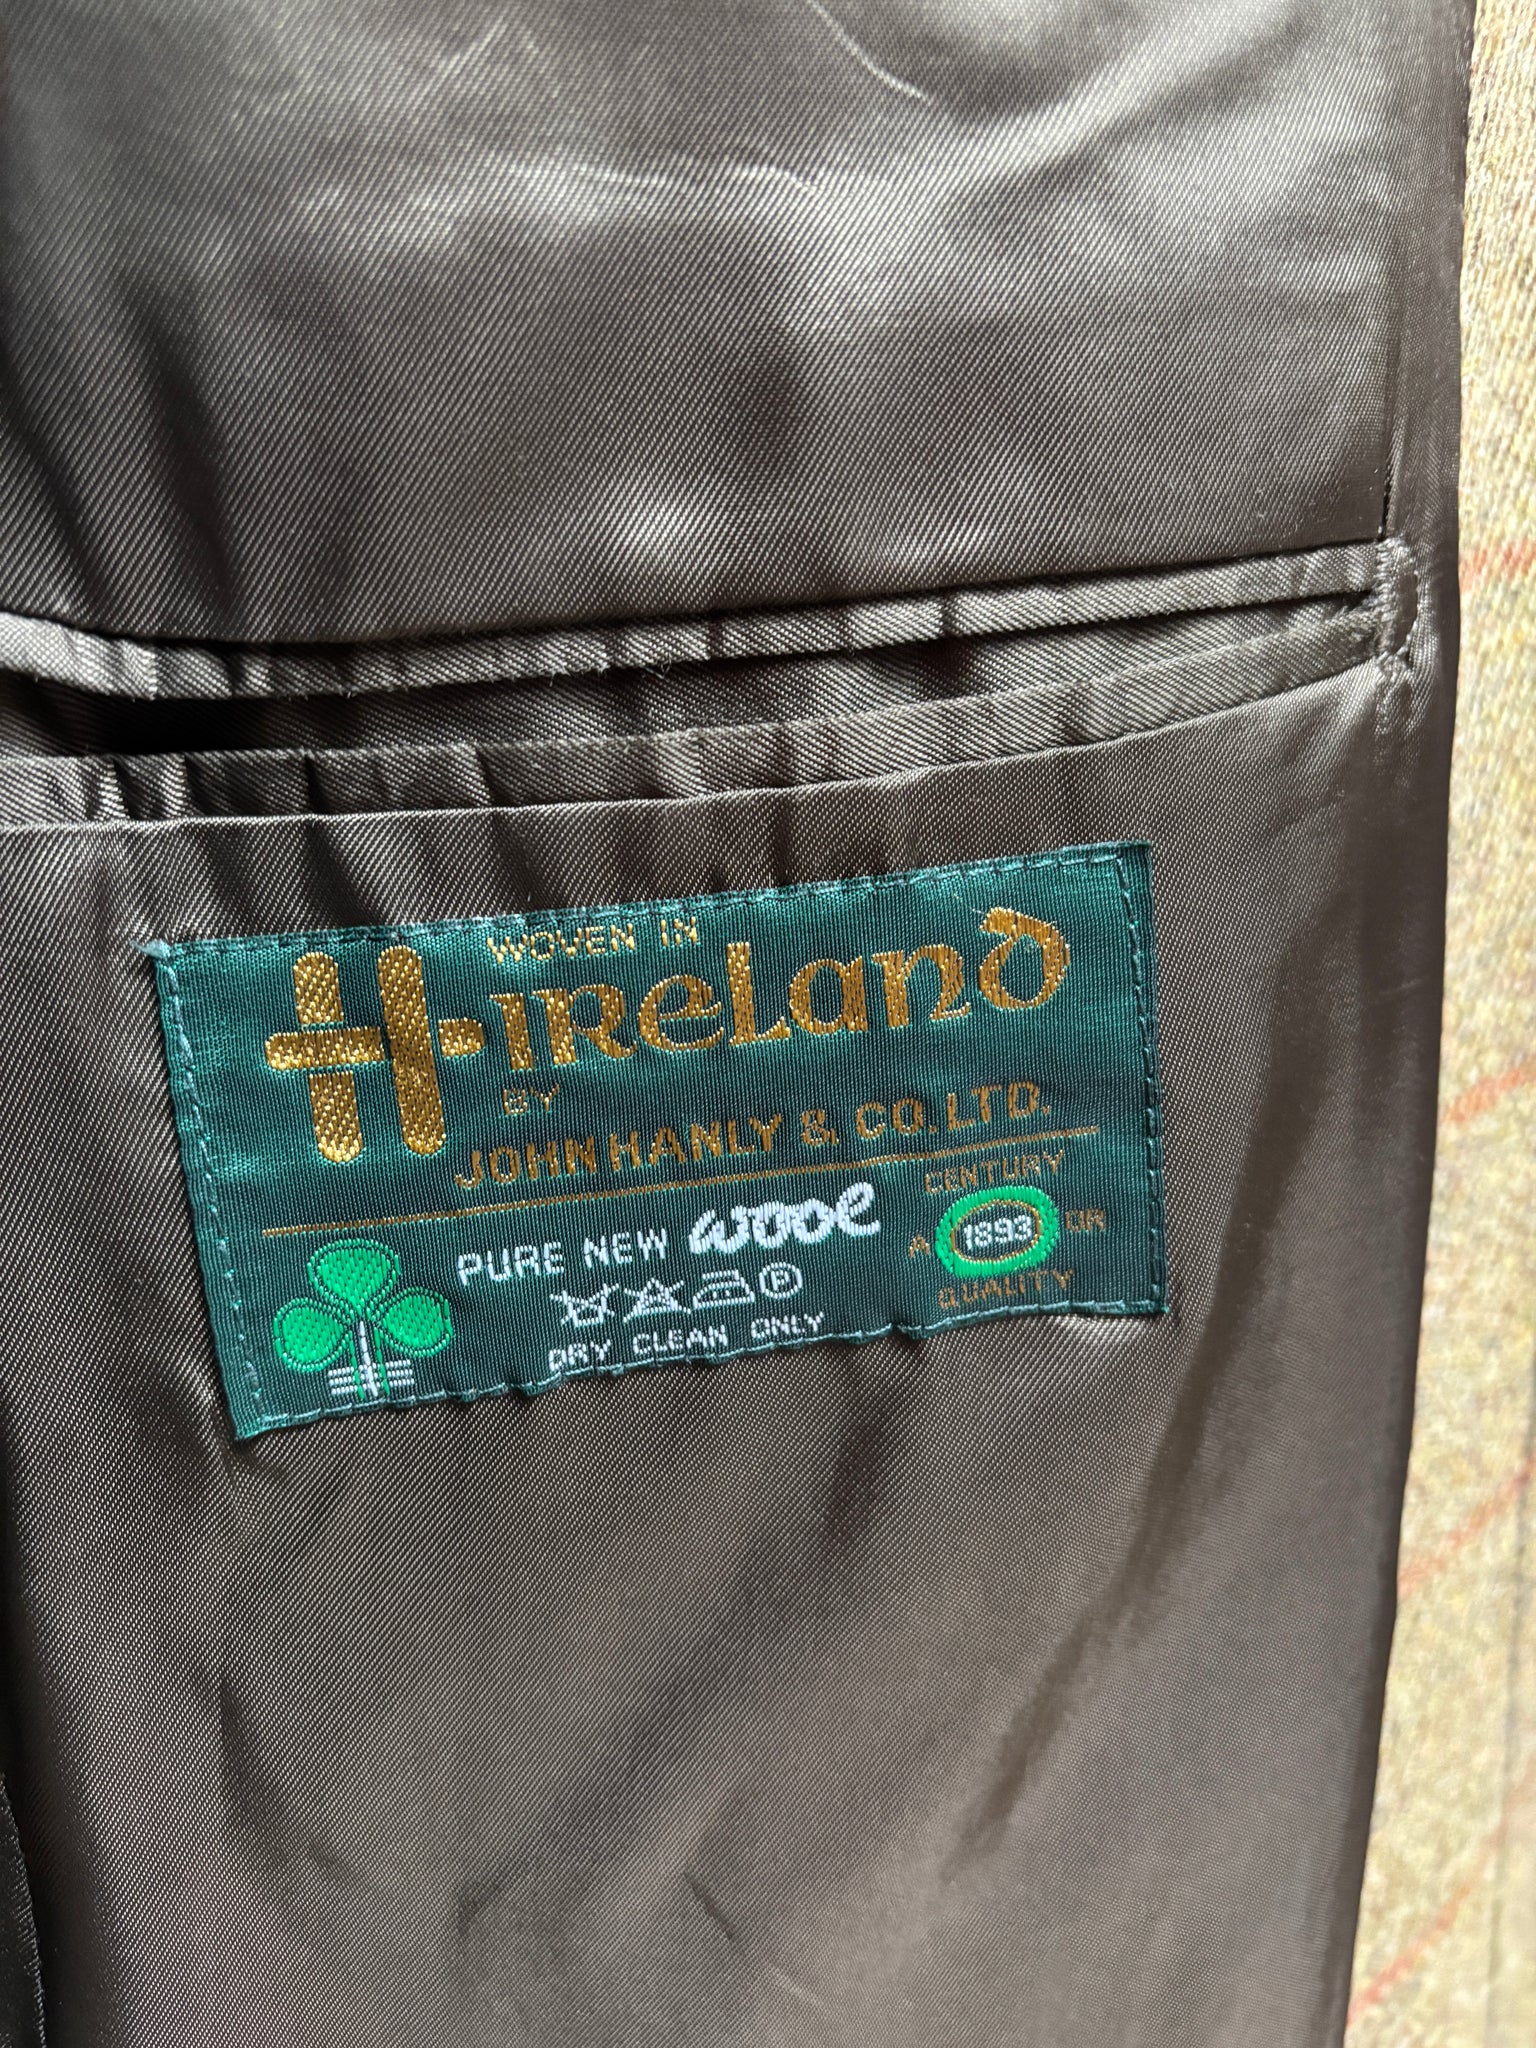 WOVEN IN
H·IRELAND
BY
JOHN HANLY & CO. LTD.
PURE NEW wool
P
DRY CLEAN ONLY
CENTURY
A 1893 OR
QUALITY